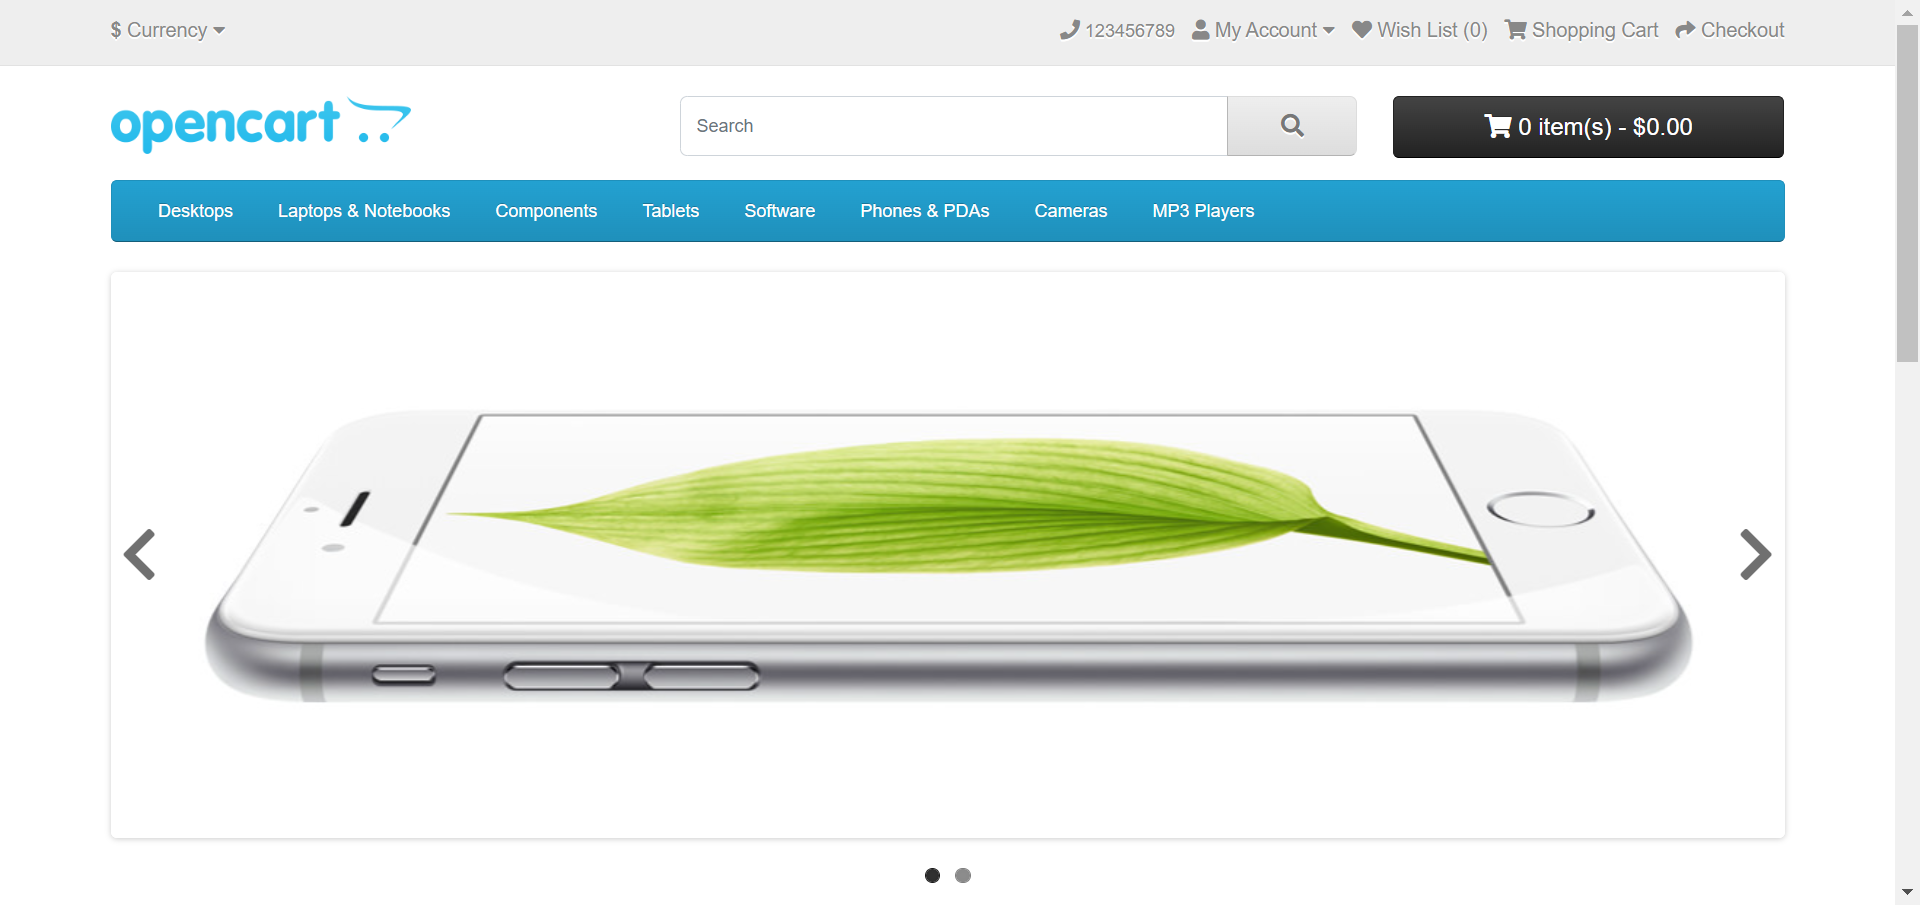 $ Currency 123456789 My Account Wish List (0) Shopping Cart Checkout
opencart Search 0 item(s) - $0.00
Desktops Laptops & Notebooks Components Tablets Software Phones & PDAs Cameras MP3 Players